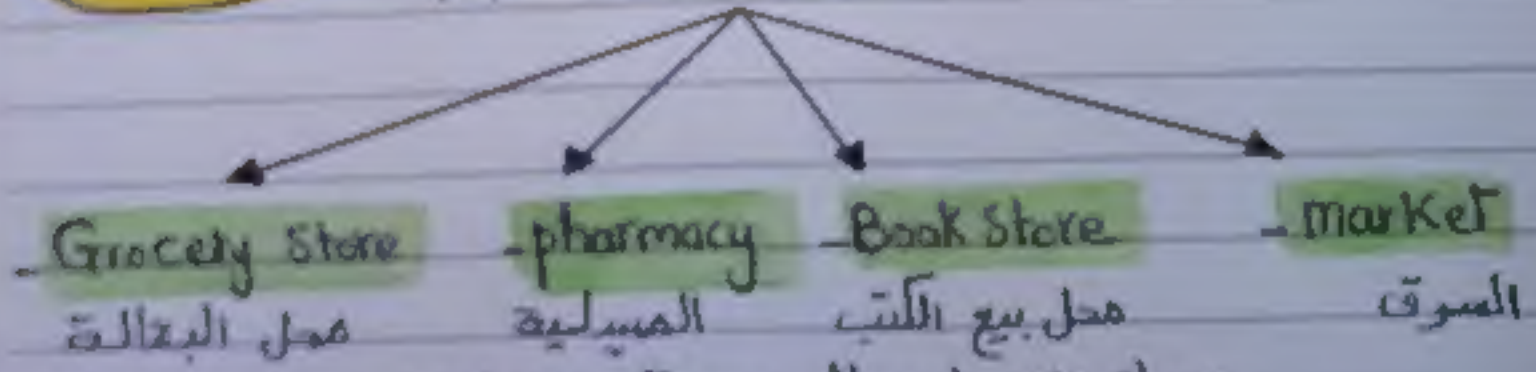 - Grocery Store - pharmacy - Book Store - market
محل البقالة الصيدلية محل بيع الكتب السوق